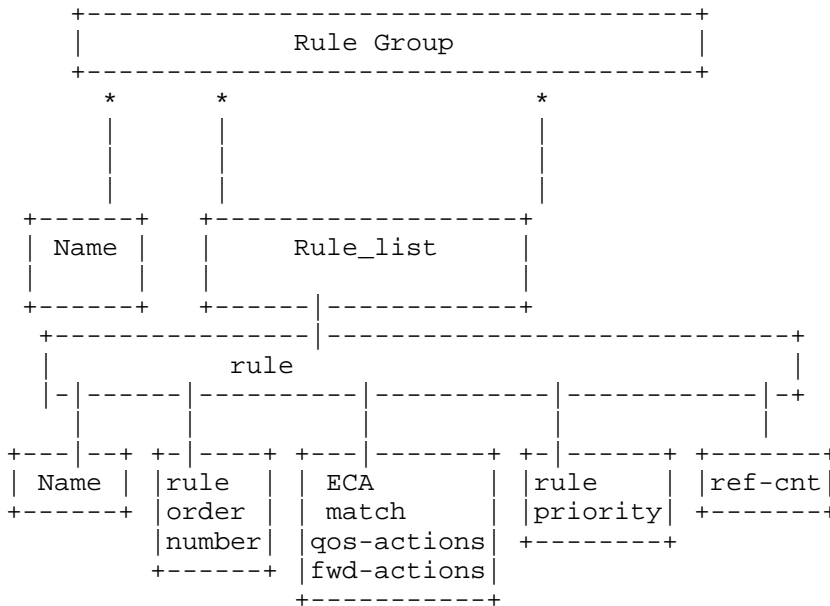 Rule Group
Name Rule_list
rule
Name rule ECA rule ref-cnt
order match priority
number qos-actions
fwd-actions